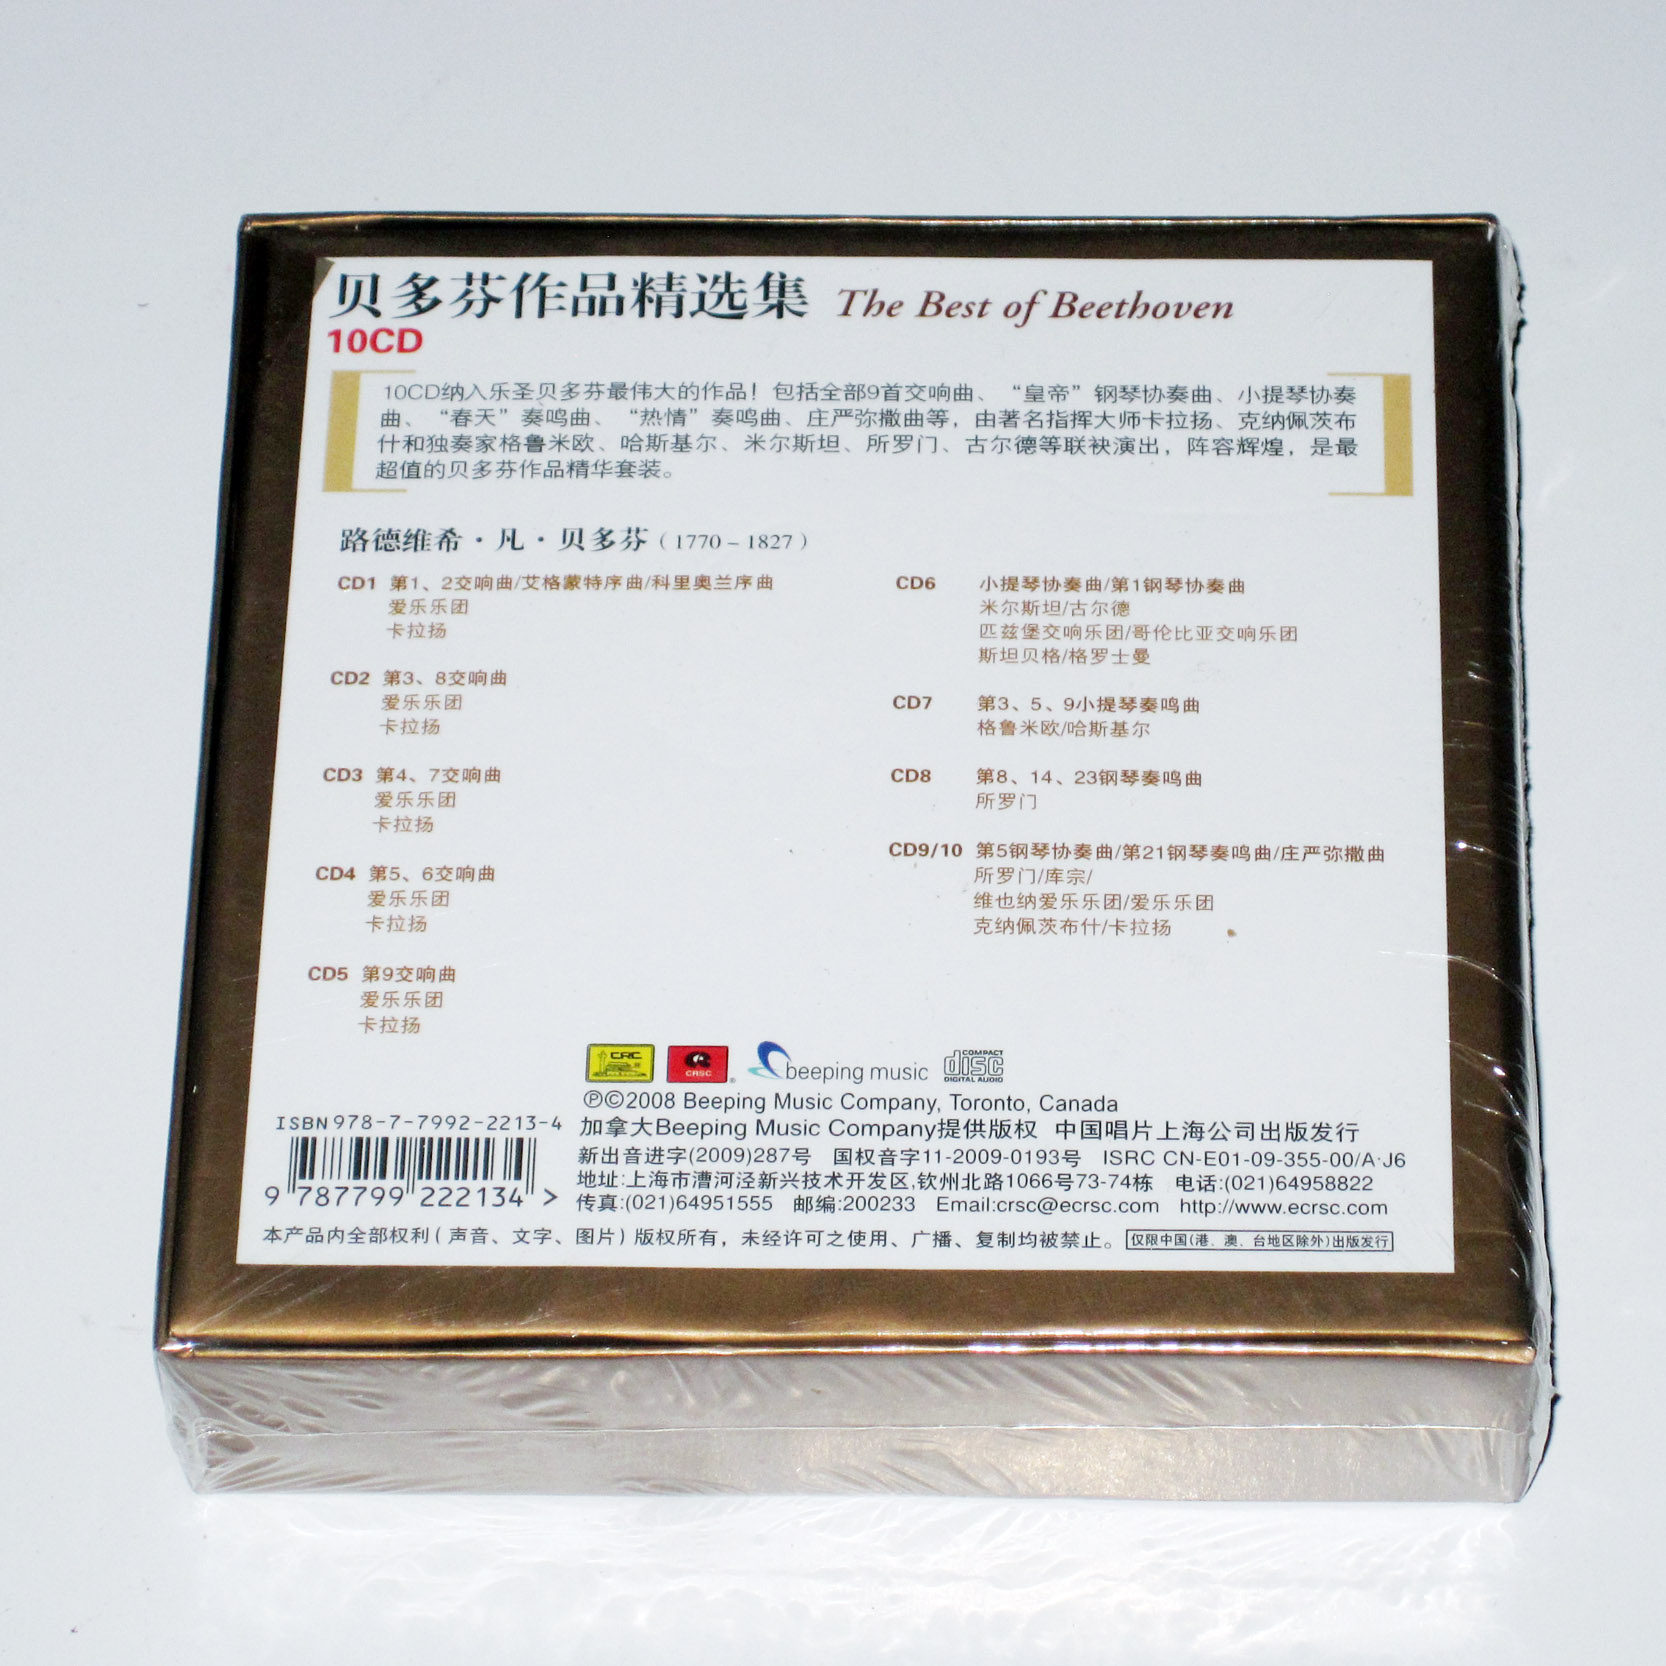 贝多芬作品精选集 The Best of Beethoven
10CD
10CD纳入乐圣贝多芬最伟大的作品！包括全部9首交响曲、“皇帝”钢琴协奏曲、小提琴协奏
曲、“春天”奏鸣曲、“热情”奏鸣曲、庄严弥撒曲等，由著名指挥大师卡拉扬、克纳佩茨布
什和独奏家格鲁米欧、哈斯基尔、米尔斯坦、所罗门、古尔德等联袂演出，阵容辉煌，是最
超值的贝多芬作品精华套装。
路德维希·凡·贝多芬（1770－1827）
CD1 第1、2交响曲/艾格蒙特序曲/科里奥兰序曲
爱乐乐团
卡拉扬
CD2 第3、8交响曲
爱乐乐团
卡拉扬
CD3 第4、7交响曲
爱乐乐团
卡拉扬
CD4 第5、6交响曲
爱乐乐团
卡拉扬
CD5 第9交响曲
爱乐乐团
卡拉扬
CD6 小提琴协奏曲/第1钢琴协奏曲
米尔斯坦/古尔德
匹兹堡交响乐团/哥伦比亚交响乐团
斯坦贝格/格罗士曼
CD7 第3、5、9小提琴奏鸣曲
格鲁米欧/哈斯基尔
CD8 第8、14、23钢琴奏鸣曲
所罗门
CD9/10 第5钢琴协奏曲/第21钢琴奏鸣曲/庄严弥撒曲
所罗门/库宗/
维也纳爱乐乐团/爱乐乐团
克纳佩茨布什/卡拉扬
CRC CRSC beeping music COMPACT disc DIGITAL AUDIO
℗©2008 Beeping Music Company, Toronto, Canada
加拿大Beeping Music Company提供版权 中国唱片上海公司出版发行
新出音进字(2009)287号 国权音字11-2009-0193号 ISRC CN-E01-09-355-00/A·J6
地址:上海市漕河泾新兴技术开发区,钦州北路1066号73-74栋 电话:(021)64958822
传真:(021)64951555 邮编:200233 Email:crsc@ecrsc.com http://www.ecrsc.com
ISBN 978-7-7992-2213-4
9 787799 222134 >
本产品内全部权利（声音、文字、图片）版权所有，未经许可之使用、广播、复制均被禁止。 仅限中国(港、澳、台地区除外)出版发行